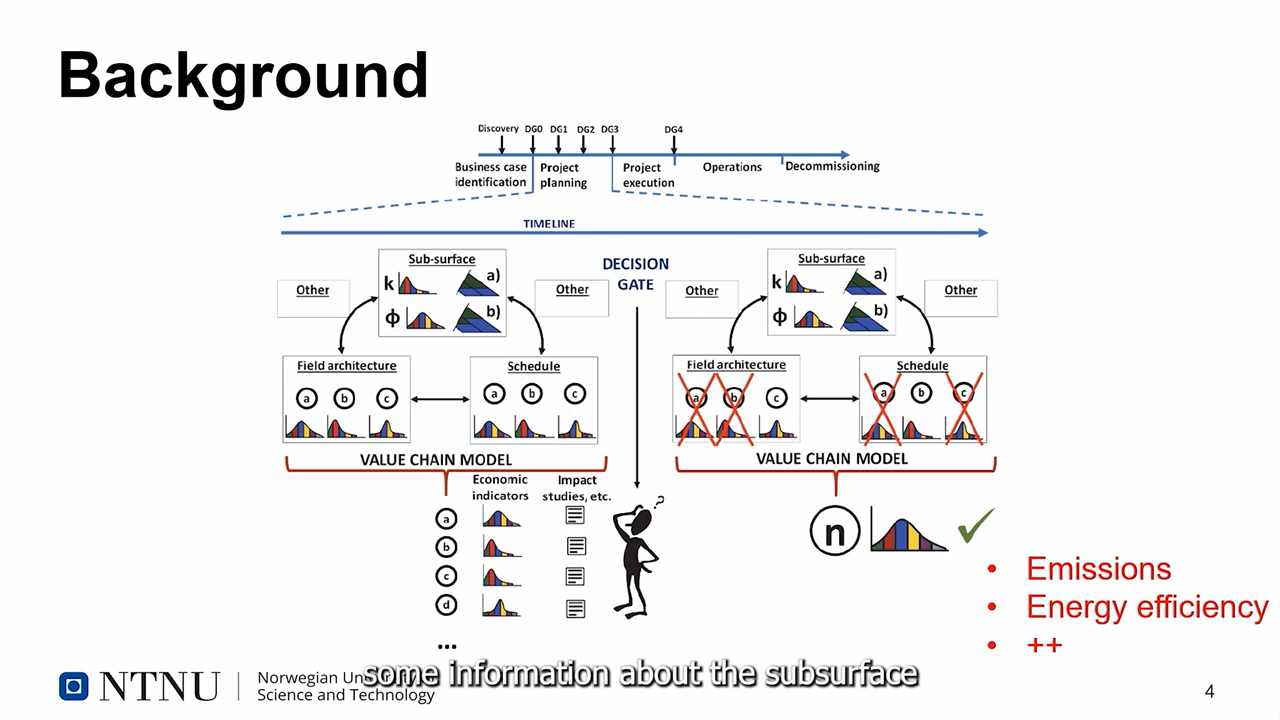 Background
Discovery DG0 DG1 DG2 DG3 DG4
Business case identification
Project planning
Project execution
Operations
Decommissioning
TIMELINE
Other
Sub-surface
k
a)
ϕ
b)
Other
Field architecture
a b c
Schedule
a b c
VALUE CHAIN MODEL
Economic indicators
Impact studies, etc.
a
b
c
d
...
DECISION GATE
?
Other
Sub-surface
k
a)
ϕ
b)
Other
Field architecture
a b c
Schedule
a b c
VALUE CHAIN MODEL
n
• Emissions
• Energy efficiency
• ++
some information about the subsurface
NTNU
Norwegian Uni
Science and Technology
4